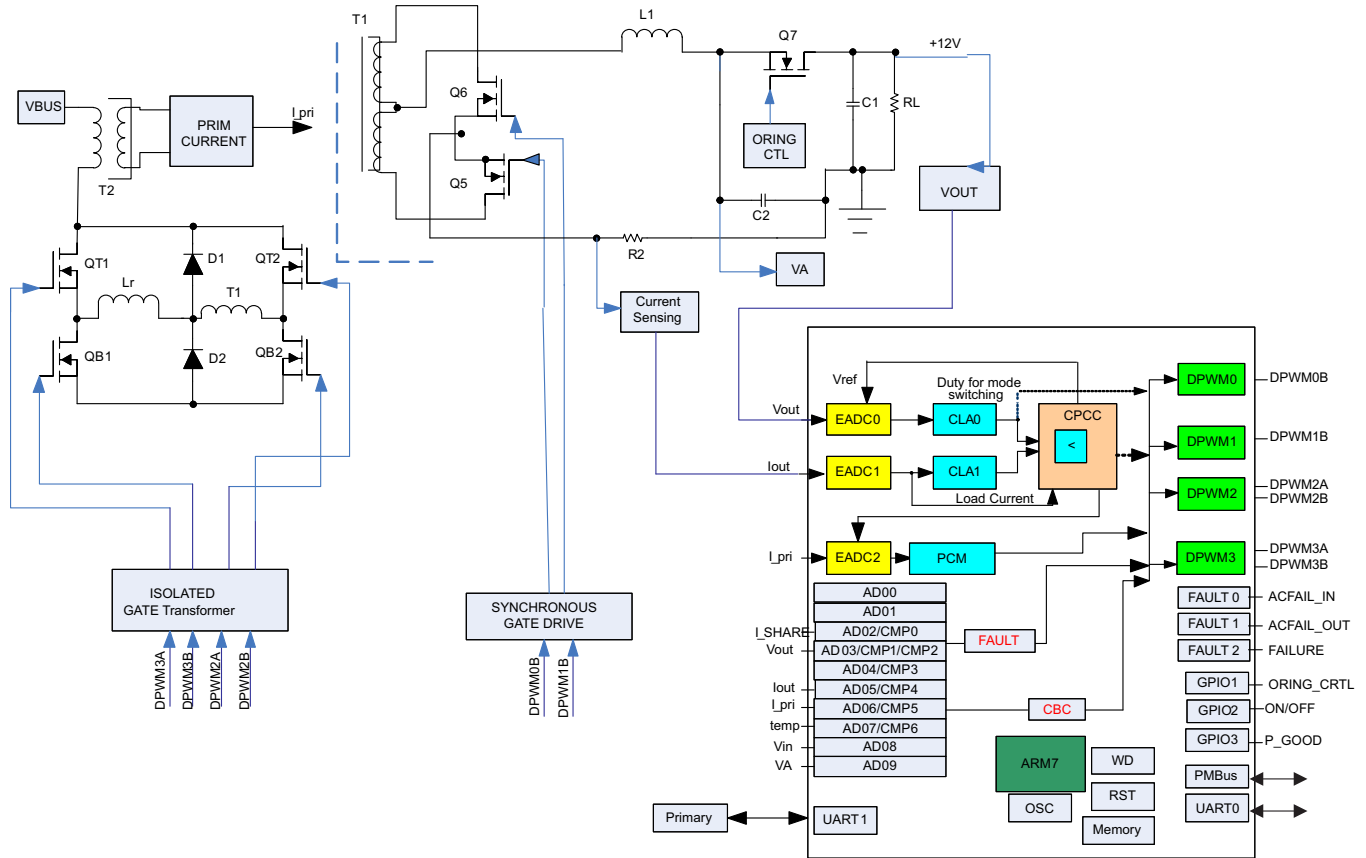 T1
L1
Q7
+12V
VBUS
PRIM
CURRENT
I_pri
T2
Q6
Q5
C1
RL
ORING
CTL
VOUT
C2
R2
VA
Current
Sensing
QT1
D1
QT2
Lr
T1
QB1
D2
QB2
ISOLATED
GATE Transformer
DPWM3A
DPWM3B
DPWM2A
DPWM2B
SYNCHRONOUS
GATE DRIVE
DPWM0B
DPWM1B
Vref
Duty for mode
switching
Vout
EADC0
CLA0
CPCC
<
Iout
EADC1
CLA1
Load Current
I_pri
EADC2
PCM
DPWM0
DPWM0B
DPWM1
DPWM1B
DPWM2
DPWM2A
DPWM2B
DPWM3
DPWM3A
DPWM3B
AD00
AD01
I_SHARE
AD02/CMP0
Vout
AD03/CMP1/CMP2
AD04/CMP3
Iout
AD05/CMP4
I_pri
AD06/CMP5
temp
AD07/CMP6
Vin
AD08
VA
AD09
FAULT
CBC
FAULT 0
ACFAIL_IN
FAULT 1
ACFAIL_OUT
FAULT 2
FAILURE
GPIO1
ORING_CRTL
GPIO2
ON/OFF
GPIO3
P_GOOD
ARM7
WD
OSC
RST
Memory
PMBus
UART0
Primary
UART1